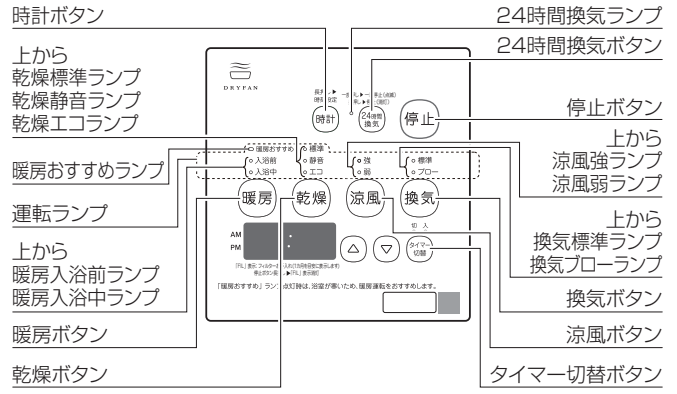 時計ボタン
24時間換気ランプ
24時間換気ボタン
上から
乾燥標準ランプ
乾燥静音ランプ
乾燥エコランプ
停止ボタン
上から
涼風強ランプ
涼風弱ランプ
暖房おすすめランプ
運転ランプ
上から
換気標準ランプ
換気ブローランプ
上から
暖房入浴前ランプ
暖房入浴中ランプ
換気ボタン
暖房ボタン
涼風ボタン
乾燥ボタン
タイマー切替ボタン
DRYFAN
時計
24時間
換気
停止
暖房おすすめ
入浴前
入浴中
標準
静音
エコ
強
弱
標準
ブロー
暖房
乾燥
涼風
換気
切 入
AM
PM
タイマー
切替
「暖房おすすめ」ラン 点灯時は、浴室が寒いため、暖房運転をおすすめします。